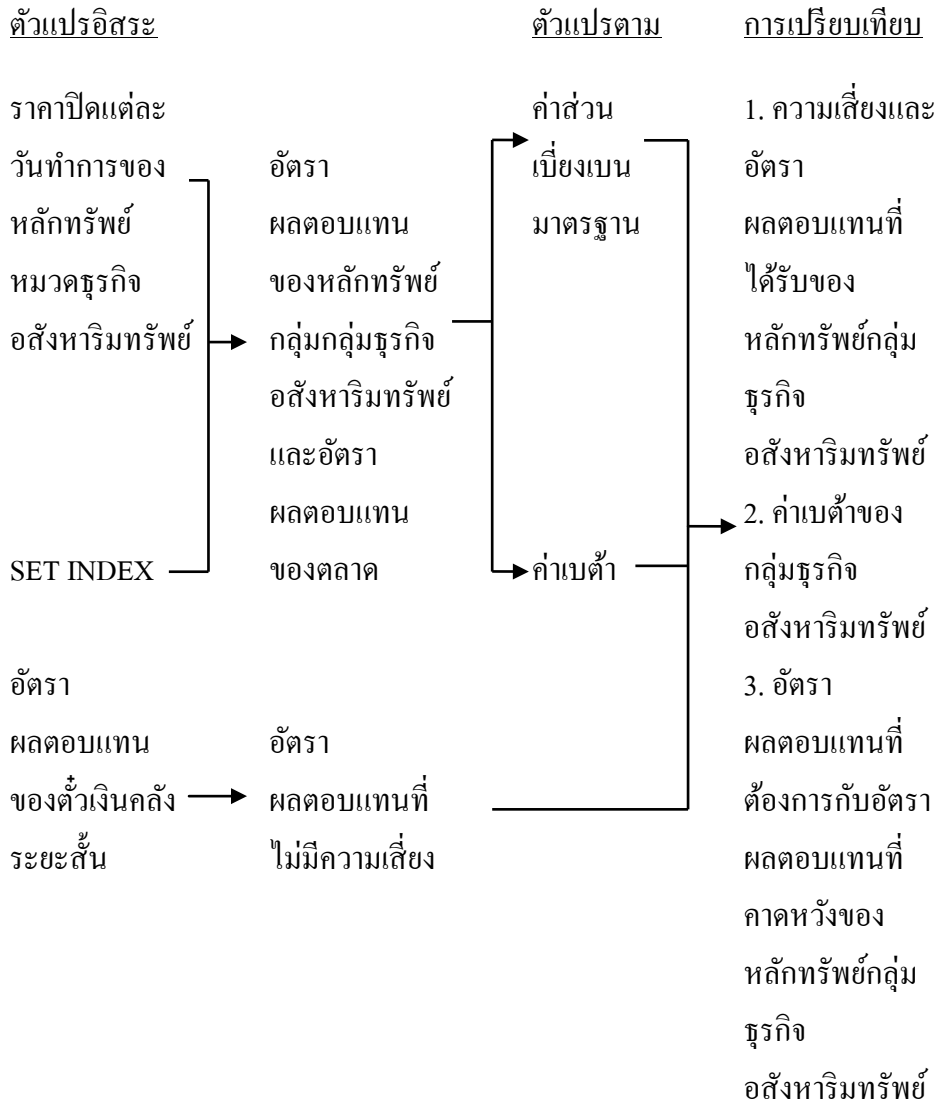 ตัวแปรอิสระ
ตัวแปรตาม
การเปรียบเทียบ
ราคาปิดแต่ละ
วันทำการของ
หลักทรัพย์
หมวดธุรกิจ
อสังหาริมทรัพย์
SET INDEX
อัตรา
ผลตอบแทน
ของหลักทรัพย์
กลุ่มกลุ่มธุรกิจ
อสังหาริมทรัพย์
และอัตรา
ผลตอบแทน
ของตลาด
ค่าส่วน
เบี่ยงเบน
มาตรฐาน
ค่าเบต้า
อัตรา
ผลตอบแทน
ของตั๋วเงินคลัง
ระยะสั้น
อัตรา
ผลตอบแทนที่
ไม่มีความเสี่ยง
1. ความเสี่ยงและ
อัตรา
ผลตอบแทนที่
ได้รับของ
หลักทรัพย์กลุ่ม
ธุรกิจ
อสังหาริมทรัพย์
2. ค่าเบต้าของ
กลุ่มธุรกิจ
อสังหาริมทรัพย์
3. อัตรา
ผลตอบแทนที่
ต้องการกับอัตรา
ผลตอบแทนที่
คาดหวังของ
หลักทรัพย์กลุ่ม
ธุรกิจ
อสังหาริมทรัพย์